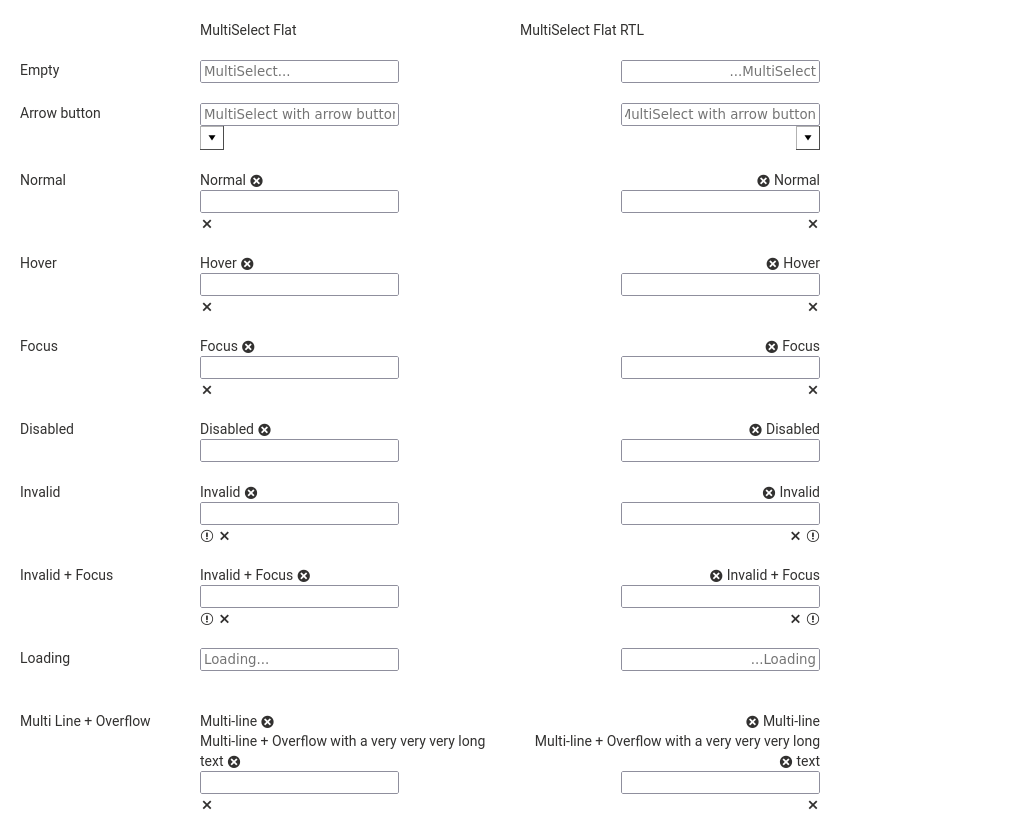 MultiSelect Flat MultiSelect Flat RTL
Empty MultiSelect... ...MultiSelect
Arrow button MultiSelect with arrow button MultiSelect with arrow button
Normal Normal Normal
Hover Hover Hover
Focus Focus Focus
Disabled Disabled Disabled
Invalid Invalid Invalid
Invalid + Focus Invalid + Focus Invalid + Focus
Loading Loading... ...Loading
Multi Line + Overflow Multi-line Multi-line
Multi-line + Overflow with a very very very long Multi-line + Overflow with a very very very long
text text